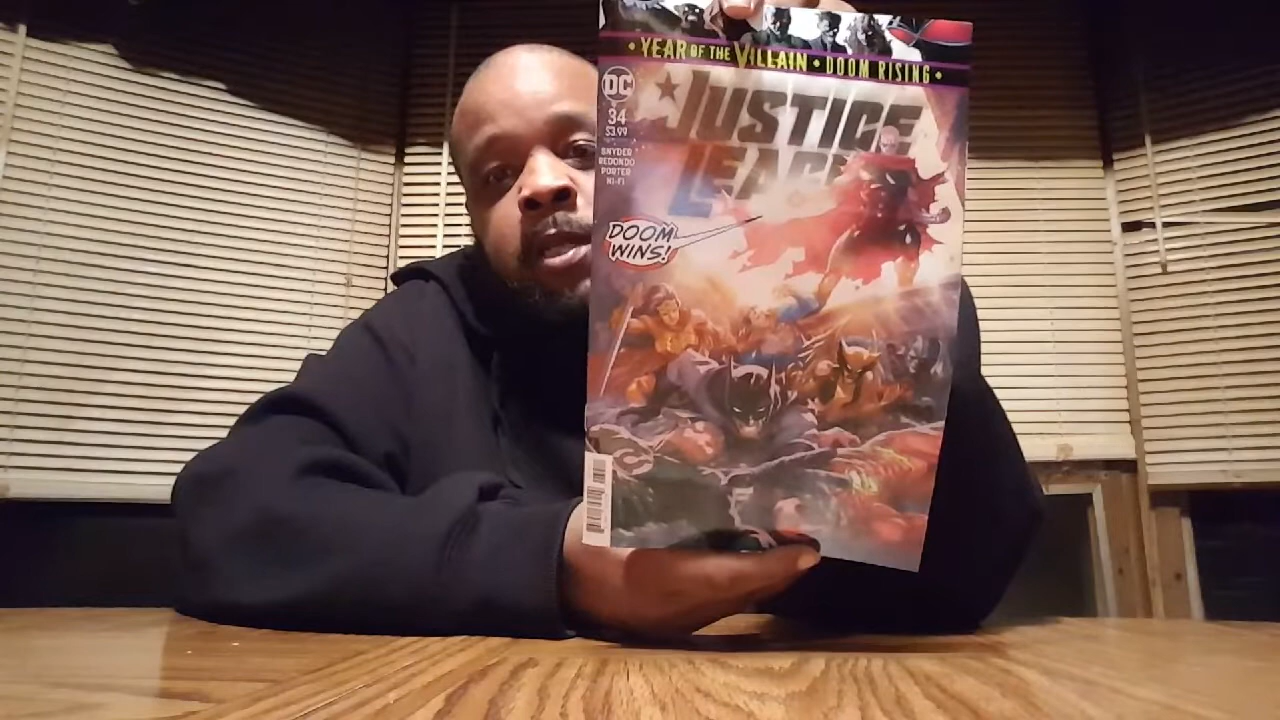 • YEAR OF THE VILLAIN • DOOM RISING •
DC
34
$3.99
SNYDER
REDONDO
PORTER
HI-FI
JUSTICE
LEAGUE
DOOM
WINS!